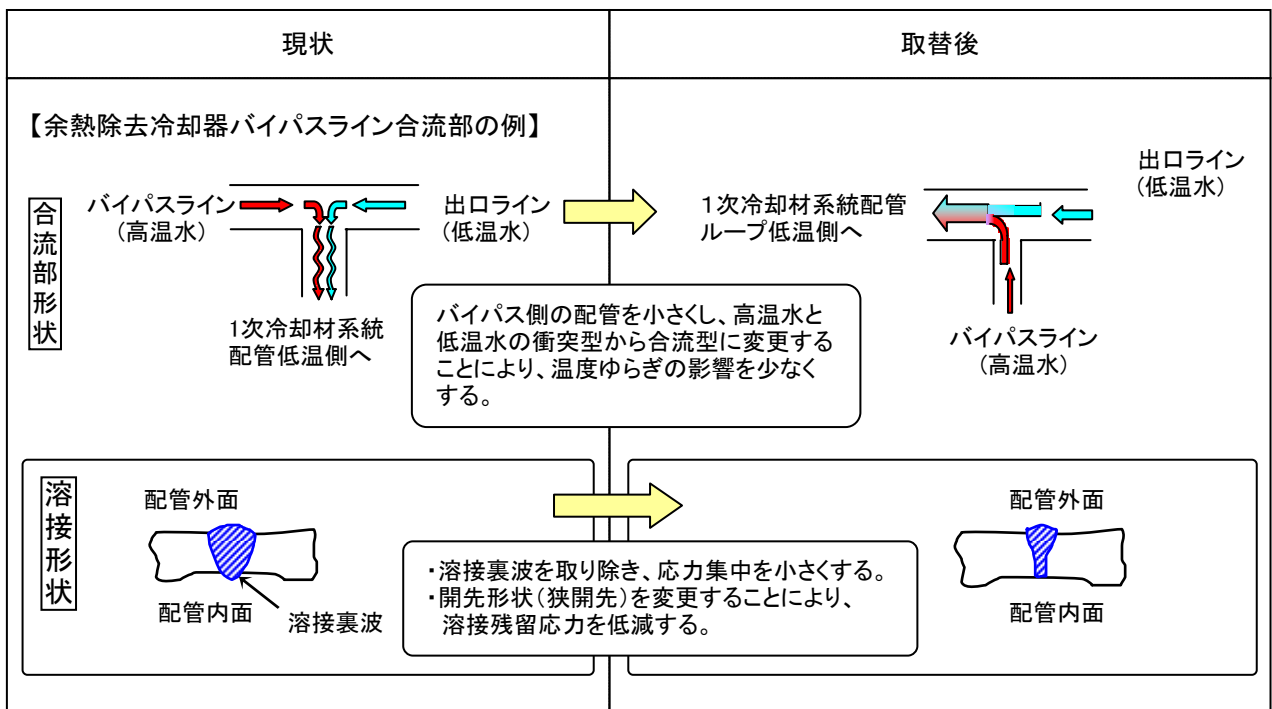 現状
取替後
【余熱除去冷却器バイパスライン合流部の例】
合流部形状
バイパスライン
(高温水)
出口ライン
(低温水)
1次冷却材系統
配管低温側へ
1次冷却材系統配管
ループ低温側へ
出口ライン
(低温水)
バイパスライン
(高温水)
バイパス側の配管を小さくし、高温水と
低温水の衝突型から合流型に変更する
ことにより、温度ゆらぎの影響を少なく
する。
溶接形状
配管外面
配管内面
溶接裏波
・溶接裏波を取り除き、応力集中を小さくする。
・開先形状(狭開先)を変更することにより、
溶接残留応力を低減する。
配管外面
配管内面